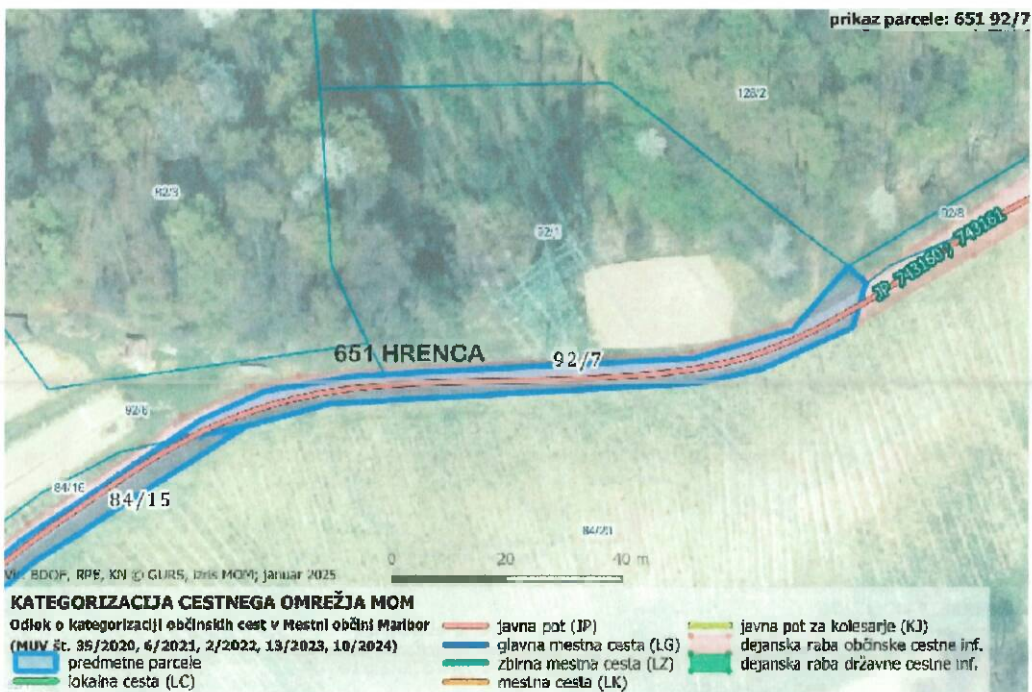 prikaz parcele: 651 92/7
128/2
82/3
92/8
92/1
JP 743160 / 743161
651 HRENCA
92/7
92/6
84/16
84/15
84/20
0 20 40 m
Vir: BDOF, RPE, KN © GURS, izris MOM; januar 2025
KATEGORIZACIJA CESTNEGA OMREŽJA MOM
Odlok o kategorizaciji občinskih cest v Mestni občini Maribor
(MUV št. 35/2020, 6/2021, 2/2022, 13/2023, 10/2024)
predmetne parcele
lokalna cesta (LC)
javna pot (JP)
glavna mestna cesta (LG)
zbirna mestna cesta (LZ)
mestna cesta (LK)
javna pot za kolesarje (KJ)
dejanska raba občinske cestne inf.
dejanska raba državne cestne inf.